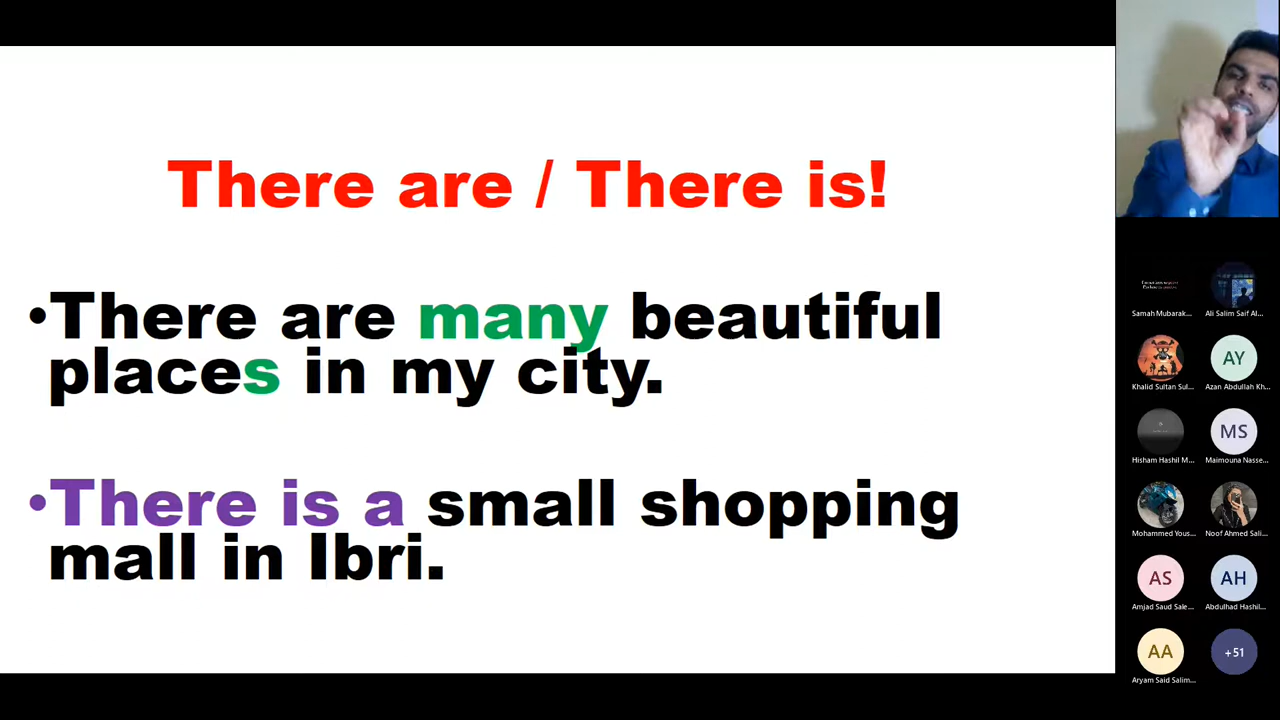 There are / There is!
•There are many beautiful
places in my city.
•There is a small shopping
mall in Ibri.
Samah Mubarak...
Ali Salim Saif Al...
Khalid Sultan Sul...
AY
Azan Abdullah Kh...
Hisham Hashil M...
MS
Maimouna Nasse...
Mohammed Yous...
Noof Ahmed Sali...
AS
Amjad Saud Sale...
AH
Abdulhad Hashil...
AA
Aryam Said Salim...
+51